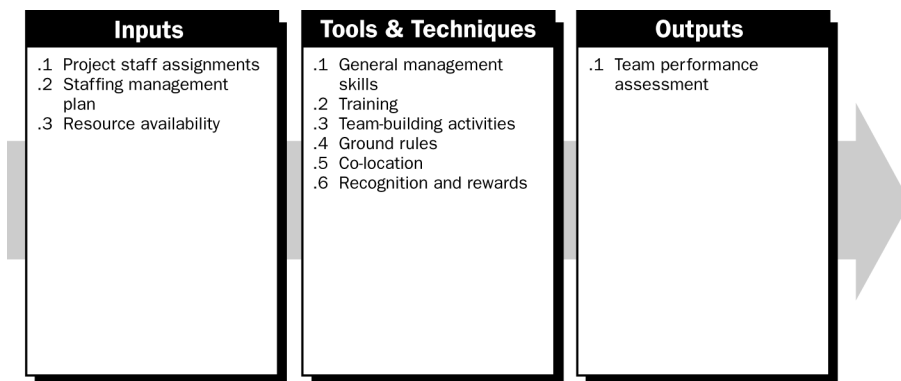 Inputs
.1 Project staff assignments
.2 Staffing management
plan
.3 Resource availability
Tools & Techniques
.1 General management
skills
.2 Training
.3 Team-building activities
.4 Ground rules
.5 Co-location
.6 Recognition and rewards
Outputs
.1 Team performance
assessment